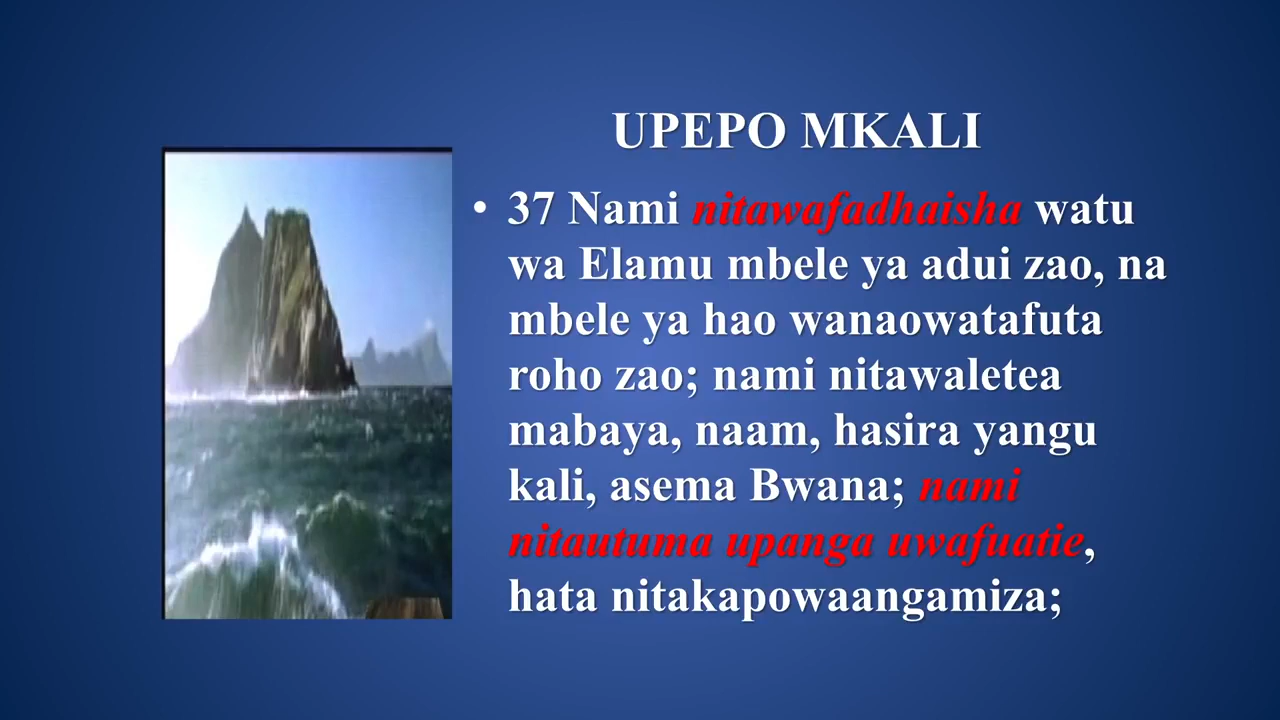 UPEPO MKALI
• 37 Nami nitawafadhaisha watu
wa Elamu mbele ya adui zao, na
mbele ya hao wanaowatafuta
roho zao; nami nitawaletea
mabaya, naam, hasira yangu
kali, asema Bwana; nami
nitautuma upanga uwafuatie,
hata nitakapowaangamiza;